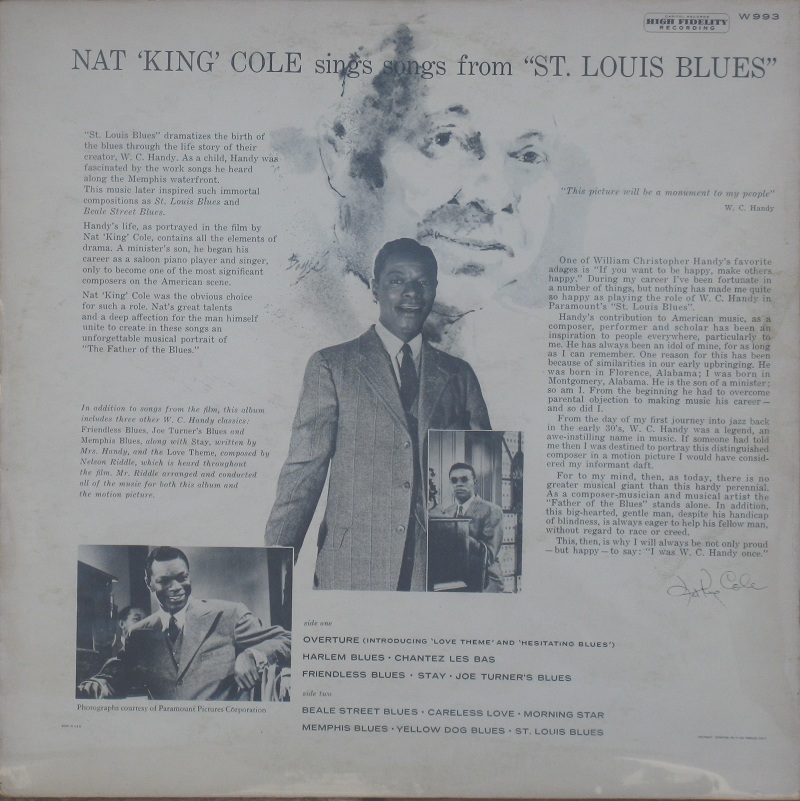 CAPITOL RECORDS
HIGH FIDELITY
RECORDING
W993
NAT ‘KING’ COLE sings songs from “ST. LOUIS BLUES”
“St. Louis Blues” dramatizes the birth of
the blues through the life story of their
creator, W. C. Handy. As a child, Handy was
fascinated by the work songs he heard
along the Memphis waterfront.
This music later inspired such immortal
compositions as St. Louis Blues and
Beale Street Blues.
Handy's life, as portrayed in the film by
Nat ‘King’ Cole, contains all the elements of
drama. A minister's son, he began his
career as a saloon piano player and singer,
only to become one of the most significant
composers on the American scene.
Nat ‘King’ Cole was the obvious choice
for such a role. Nat's great talents
and a deep affection for the man himself
unite to create in these songs an
unforgettable musical portrait of
“The Father of the Blues.”
In addition to songs from the film, this album
includes three other W. C. Handy classics:
Friendless Blues, Joe Turner's Blues and
Memphis Blues, along with Stay, written by
Mrs. Handy, and the Love Theme, composed by
Nelson Riddle, which is heard throughout
the film. Mr. Riddle arranged and conducted
all of the music for both this album and
the motion picture.
“This picture will be a monument to my people”
W. C. Handy
One of William Christopher Handy's favorite
adages is “If you want to be happy, make others
happy.” During my career I've been fortunate in
a number of things, but nothing has made me quite
so happy as playing the role of W. C. Handy in
Paramount's “St. Louis Blues”.
Handy's contribution to American music, as a
composer, performer and scholar has been an
inspiration to people everywhere, particularly to
me. He has always been an idol of mine, for as long
as I can remember. One reason for this has been
because of similarities in our early upbringing. He
was born in Florence, Alabama; I was born in
Montgomery, Alabama. He is the son of a minister:
so am I. From the beginning he had to overcome
parental objection to making music his career—
and so did I.
From the day of my first journey into jazz back
in the early 30's, W. C. Handy was a legend, an
awe-instilling name in music. If someone had told
me then I was destined to portray this distinguished
composer in a motion picture I would have consid-
ered my informant daft.
For to my mind, then, as today, there is no
greater musical giant than this hardy perennial.
As a composer-musician and musical artist the
“Father of the Blues” stands alone. In addition,
this big-hearted, gentle man, despite his handicap
of blindness, is always eager to help his fellow man,
without regard to race or creed.
This, then, is why I will always be not only proud
—but happy—to say: “I was W. C. Handy once.”
Nat King Cole
Photographs courtesy of Paramount Pictures Corporation
side one
OVERTURE (INTRODUCING “LOVE THEME” AND ‘HESITATING BLUES’)
HARLEM BLUES · CHANTEZ LES BAS
FRIENDLESS BLUES · STAY · JOE TURNER'S BLUES
side two
BEALE STREET BLUES · CARELESS LOVE · MORNING STAR
MEMPHIS BLUES · YELLOW DOG BLUES · ST. LOUIS BLUES